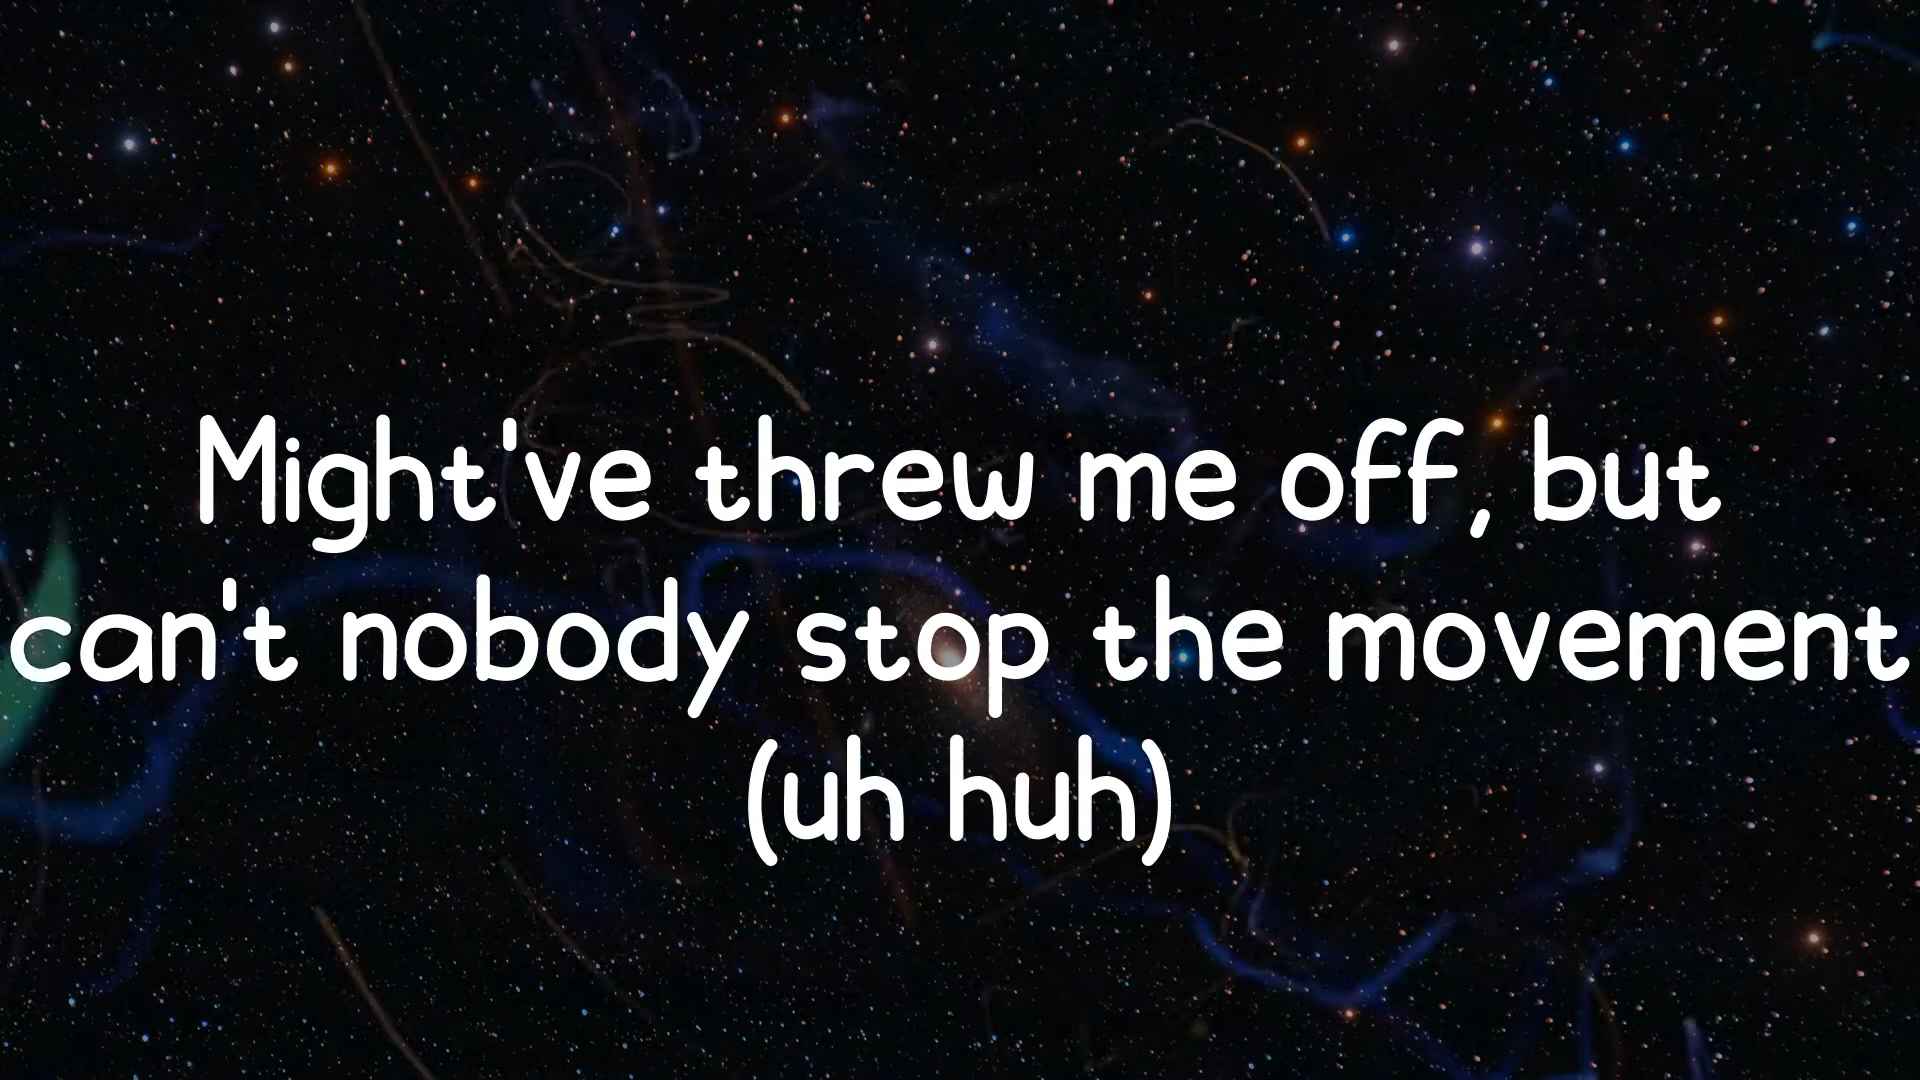 Might've threw me off, but
can't nobody stop the movement
(uh huh)